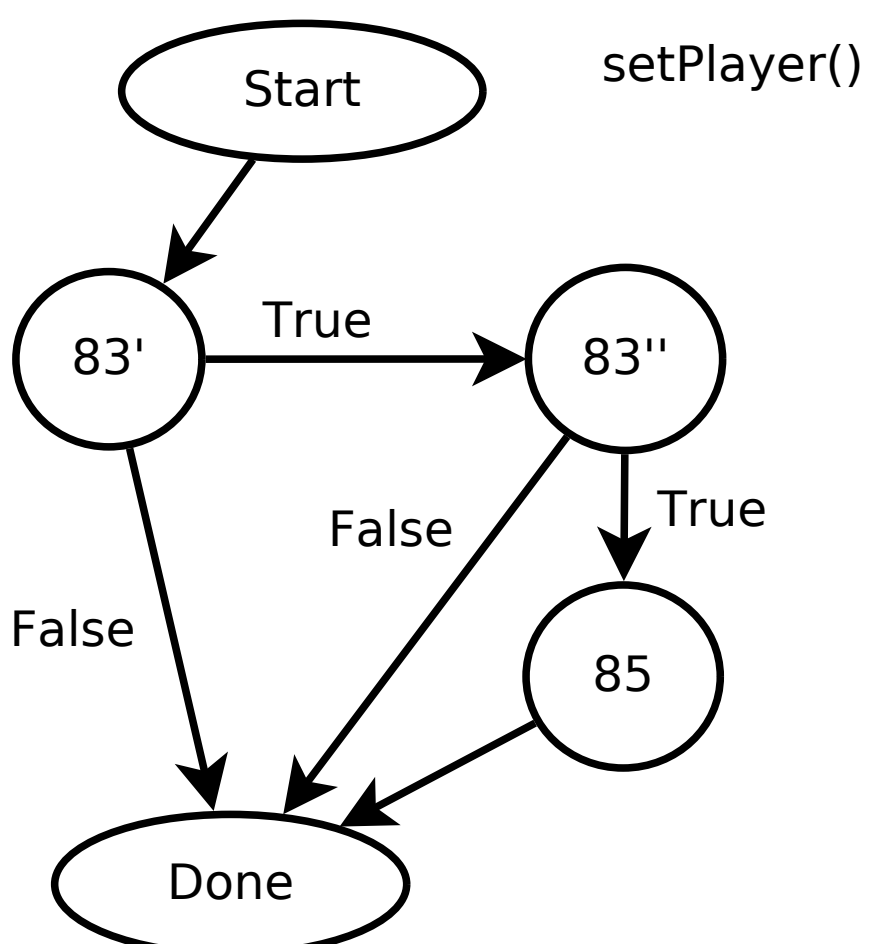 setPlayer()
Start
83'
True
83''
False
True
False
85
Done